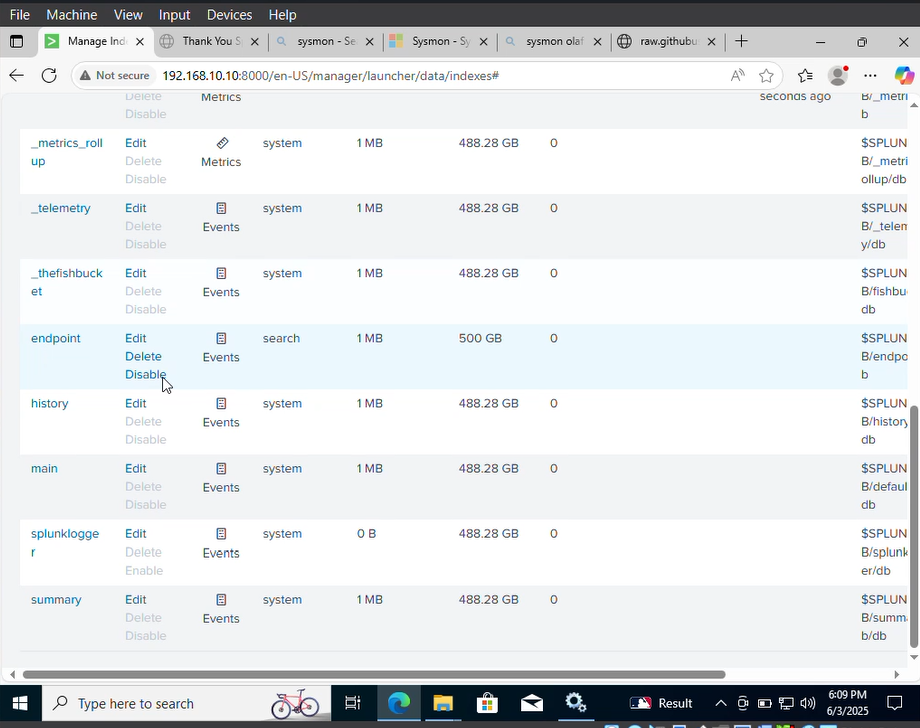 File Machine View Input Devices Help
Manage Ind Thank You S sysmon - Se Sysmon - Sy sysmon olaf raw.githubu
Not secure 192.168.10.10:8000/en-US/manager/launcher/data/indexes#
Delete Metrics seconds ago B/_metri
Disable b
_metrics_roll Edit system 1 MB 488.28 GB 0 $SPLUN
up Delete Metrics B/_metri
Disable ollup/db
_telemetry Edit system 1 MB 488.28 GB 0 $SPLUN
Delete Events B/_telem
Disable y/db
_thefishbuck Edit system 1 MB 488.28 GB 0 $SPLUN
et Delete Events B/fishbu
Disable db
endpoint Edit search 1 MB 500 GB 0 $SPLUN
Delete Events B/endpo
Disable b
history Edit system 1 MB 488.28 GB 0 $SPLUN
Delete Events B/history
Disable db
main Edit system 1 MB 488.28 GB 0 $SPLUN
Delete Events B/defaul
Disable db
splunklogge Edit system 0 B 488.28 GB 0 $SPLUN
r Delete Events B/splunk
Enable er/db
summary Edit system 1 MB 488.28 GB 0 $SPLUN
Delete Events B/summa
Disable b/db
Type here to search Result 6:09 PM
6/3/2025